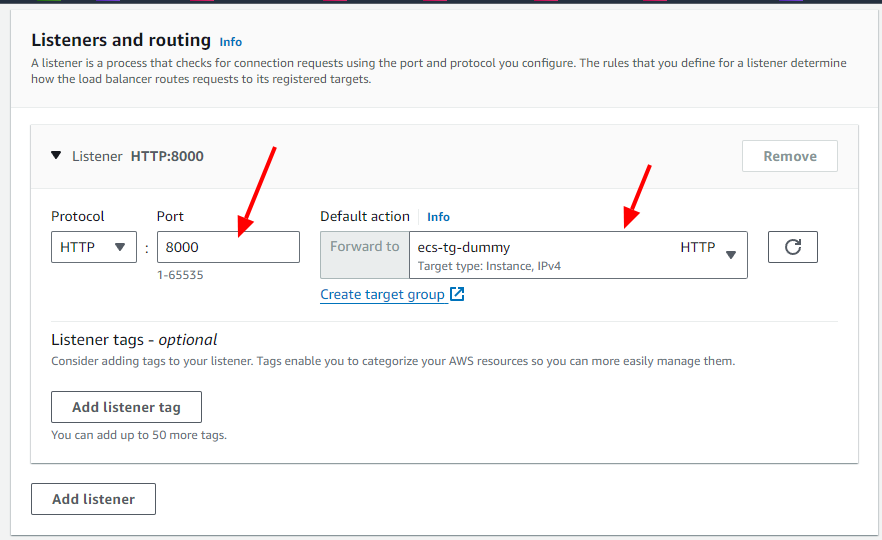 Listeners and routing Info
A listener is a process that checks for connection requests using the port and protocol you configure. The rules that you define for a listener determine
how the load balancer routes requests to its registered targets.
Listener HTTP:8000
Remove
Protocol Port Default action Info
HTTP : 8000 Forward to ecs-tg-dummy HTTP
Target type: Instance, IPv4
1-65535
Create target group
Listener tags - optional
Consider adding tags to your listener. Tags enable you to categorize your AWS resources so you can more easily manage them.
Add listener tag
You can add up to 50 more tags.
Add listener